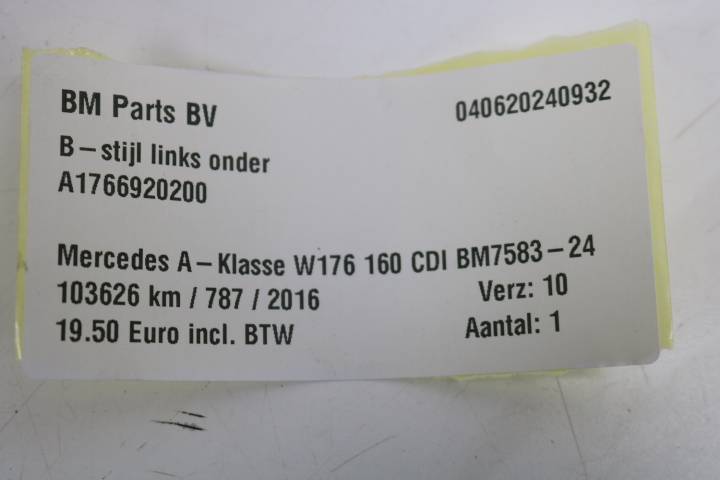 BM Parts BV 040620240932
B-stijl links onder
A1766920200
Mercedes A-Klasse W176 160 CDI BM7583-24
103626 km / 787 / 2016 Verz: 10
19.50 Euro incl. BTW Aantal: 1